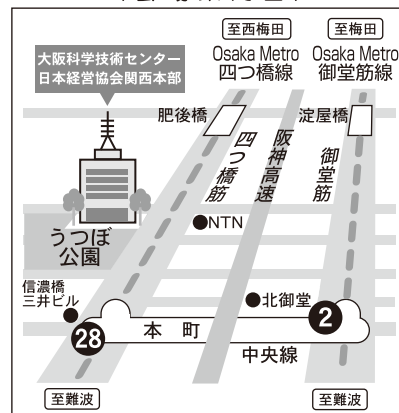 至西梅田
至梅田
大阪科学技術センター
日本経営協会関西本部
Osaka Metro
四つ橋線
Osaka Metro
御堂筋線
肥後橋
淀屋橋
四つ橋筋
阪神高速
御堂筋
NTN
うつぼ
公園
信濃橋
三井ビル
北御堂
28
本町
2
中央線
至難波
至難波